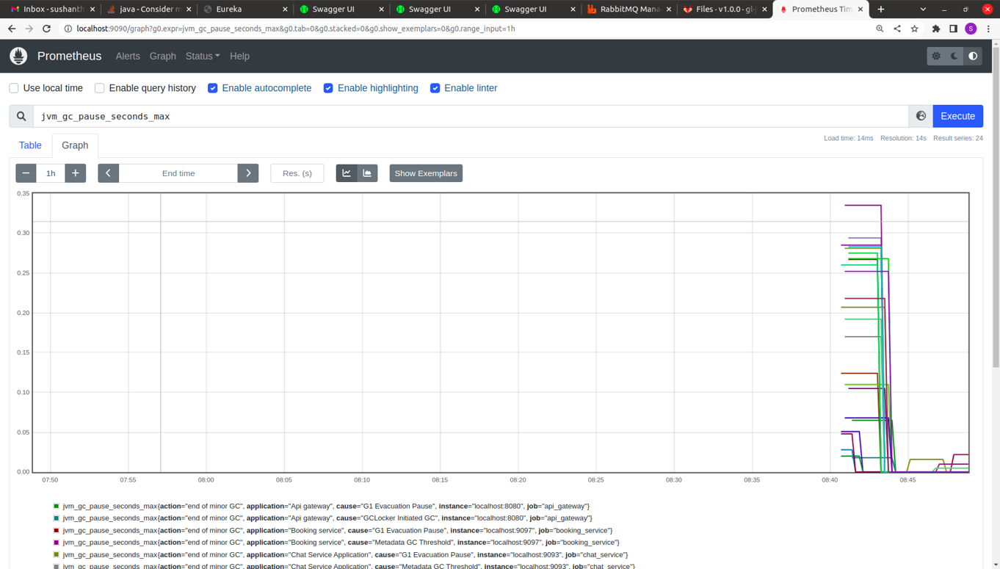 Inbox - sushanth
java - Consider m
Eureka
Swagger UI
Swagger UI
Swagger UI
RabbitMQ Mana
Files · v1.0.0 · gl-j
Prometheus Tim
localhost:9090/graph?g0.expr=jvm_gc_pause_seconds_max&g0.tab=0&g0.stacked=0&g0.show_exemplars=0&g0.range_input=1h
S
Prometheus Alerts Graph Status Help
Use local time Enable query history Enable autocomplete Enable highlighting Enable linter
jvm_gc_pause_seconds_max Execute
Load time: 14ms Resolution: 14s Result series: 24
Table Graph
1h End time Res. (s) Show Exemplars
0.35
0.30
0.25
0.20
0.15
0.10
0.05
0.00
07:50 07:55 08:00 08:05 08:10 08:15 08:20 08:25 08:30 08:35 08:40 08:45
jvm_gc_pause_seconds_max{action="end of minor GC", application="Api gateway", cause="G1 Evacuation Pause", instance="localhost:8080", job="api_gateway"}
jvm_gc_pause_seconds_max{action="end of minor GC", application="Api gateway", cause="GCLocker Initiated GC", instance="localhost:8080", job="api_gateway"}
jvm_gc_pause_seconds_max{action="end of minor GC", application="Booking service", cause="G1 Evacuation Pause", instance="localhost:9097", job="booking_service"}
jvm_gc_pause_seconds_max{action="end of minor GC", application="Booking service", cause="Metadata GC Threshold", instance="localhost:9097", job="booking_service"}
jvm_gc_pause_seconds_max{action="end of minor GC", application="Chat Service Application", cause="G1 Evacuation Pause", instance="localhost:9093", job="chat_service"}
jvm_gc_pause_seconds_max{action="end of minor GC", application="Chat Service Application", cause="Metadata GC Threshold", instance="localhost:9093", job="chat_service"}